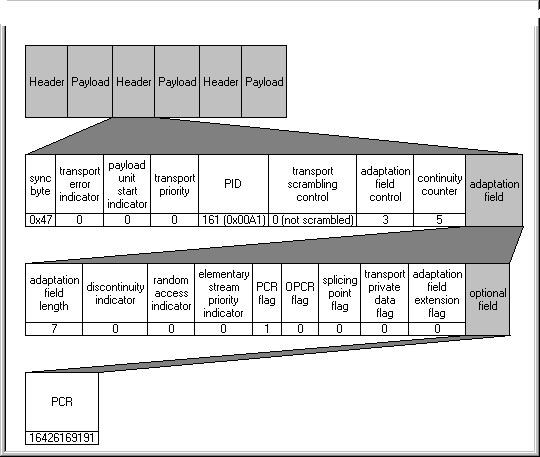 Header Payload Header Payload Header Payload
sync byte
transport error indicator
payload unit start indicator
transport priority
PID
transport scrambling control
adaptation field control
continuity counter
adaptation field
0x47 0 0 0 161 (0x00A1) 0 (not scrambled) 3 5
adaptation field length
discontinuity indicator
random access indicator
elementary stream priority indicator
PCR flag
OPCR flag
splicing point flag
transport private data flag
adaptation field extension flag
optional field
7 0 0 0 1 0 0 0 0
PCR
16426169191